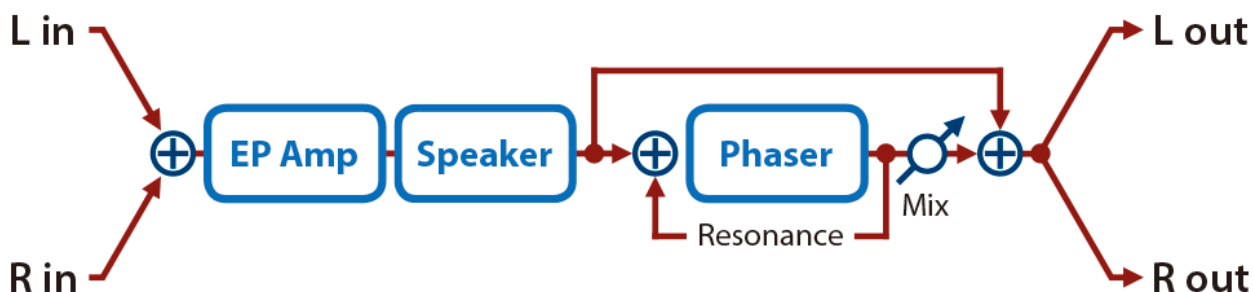 L in
L out
EP Amp
Speaker
Phaser
Mix
Resonance
R in
R out